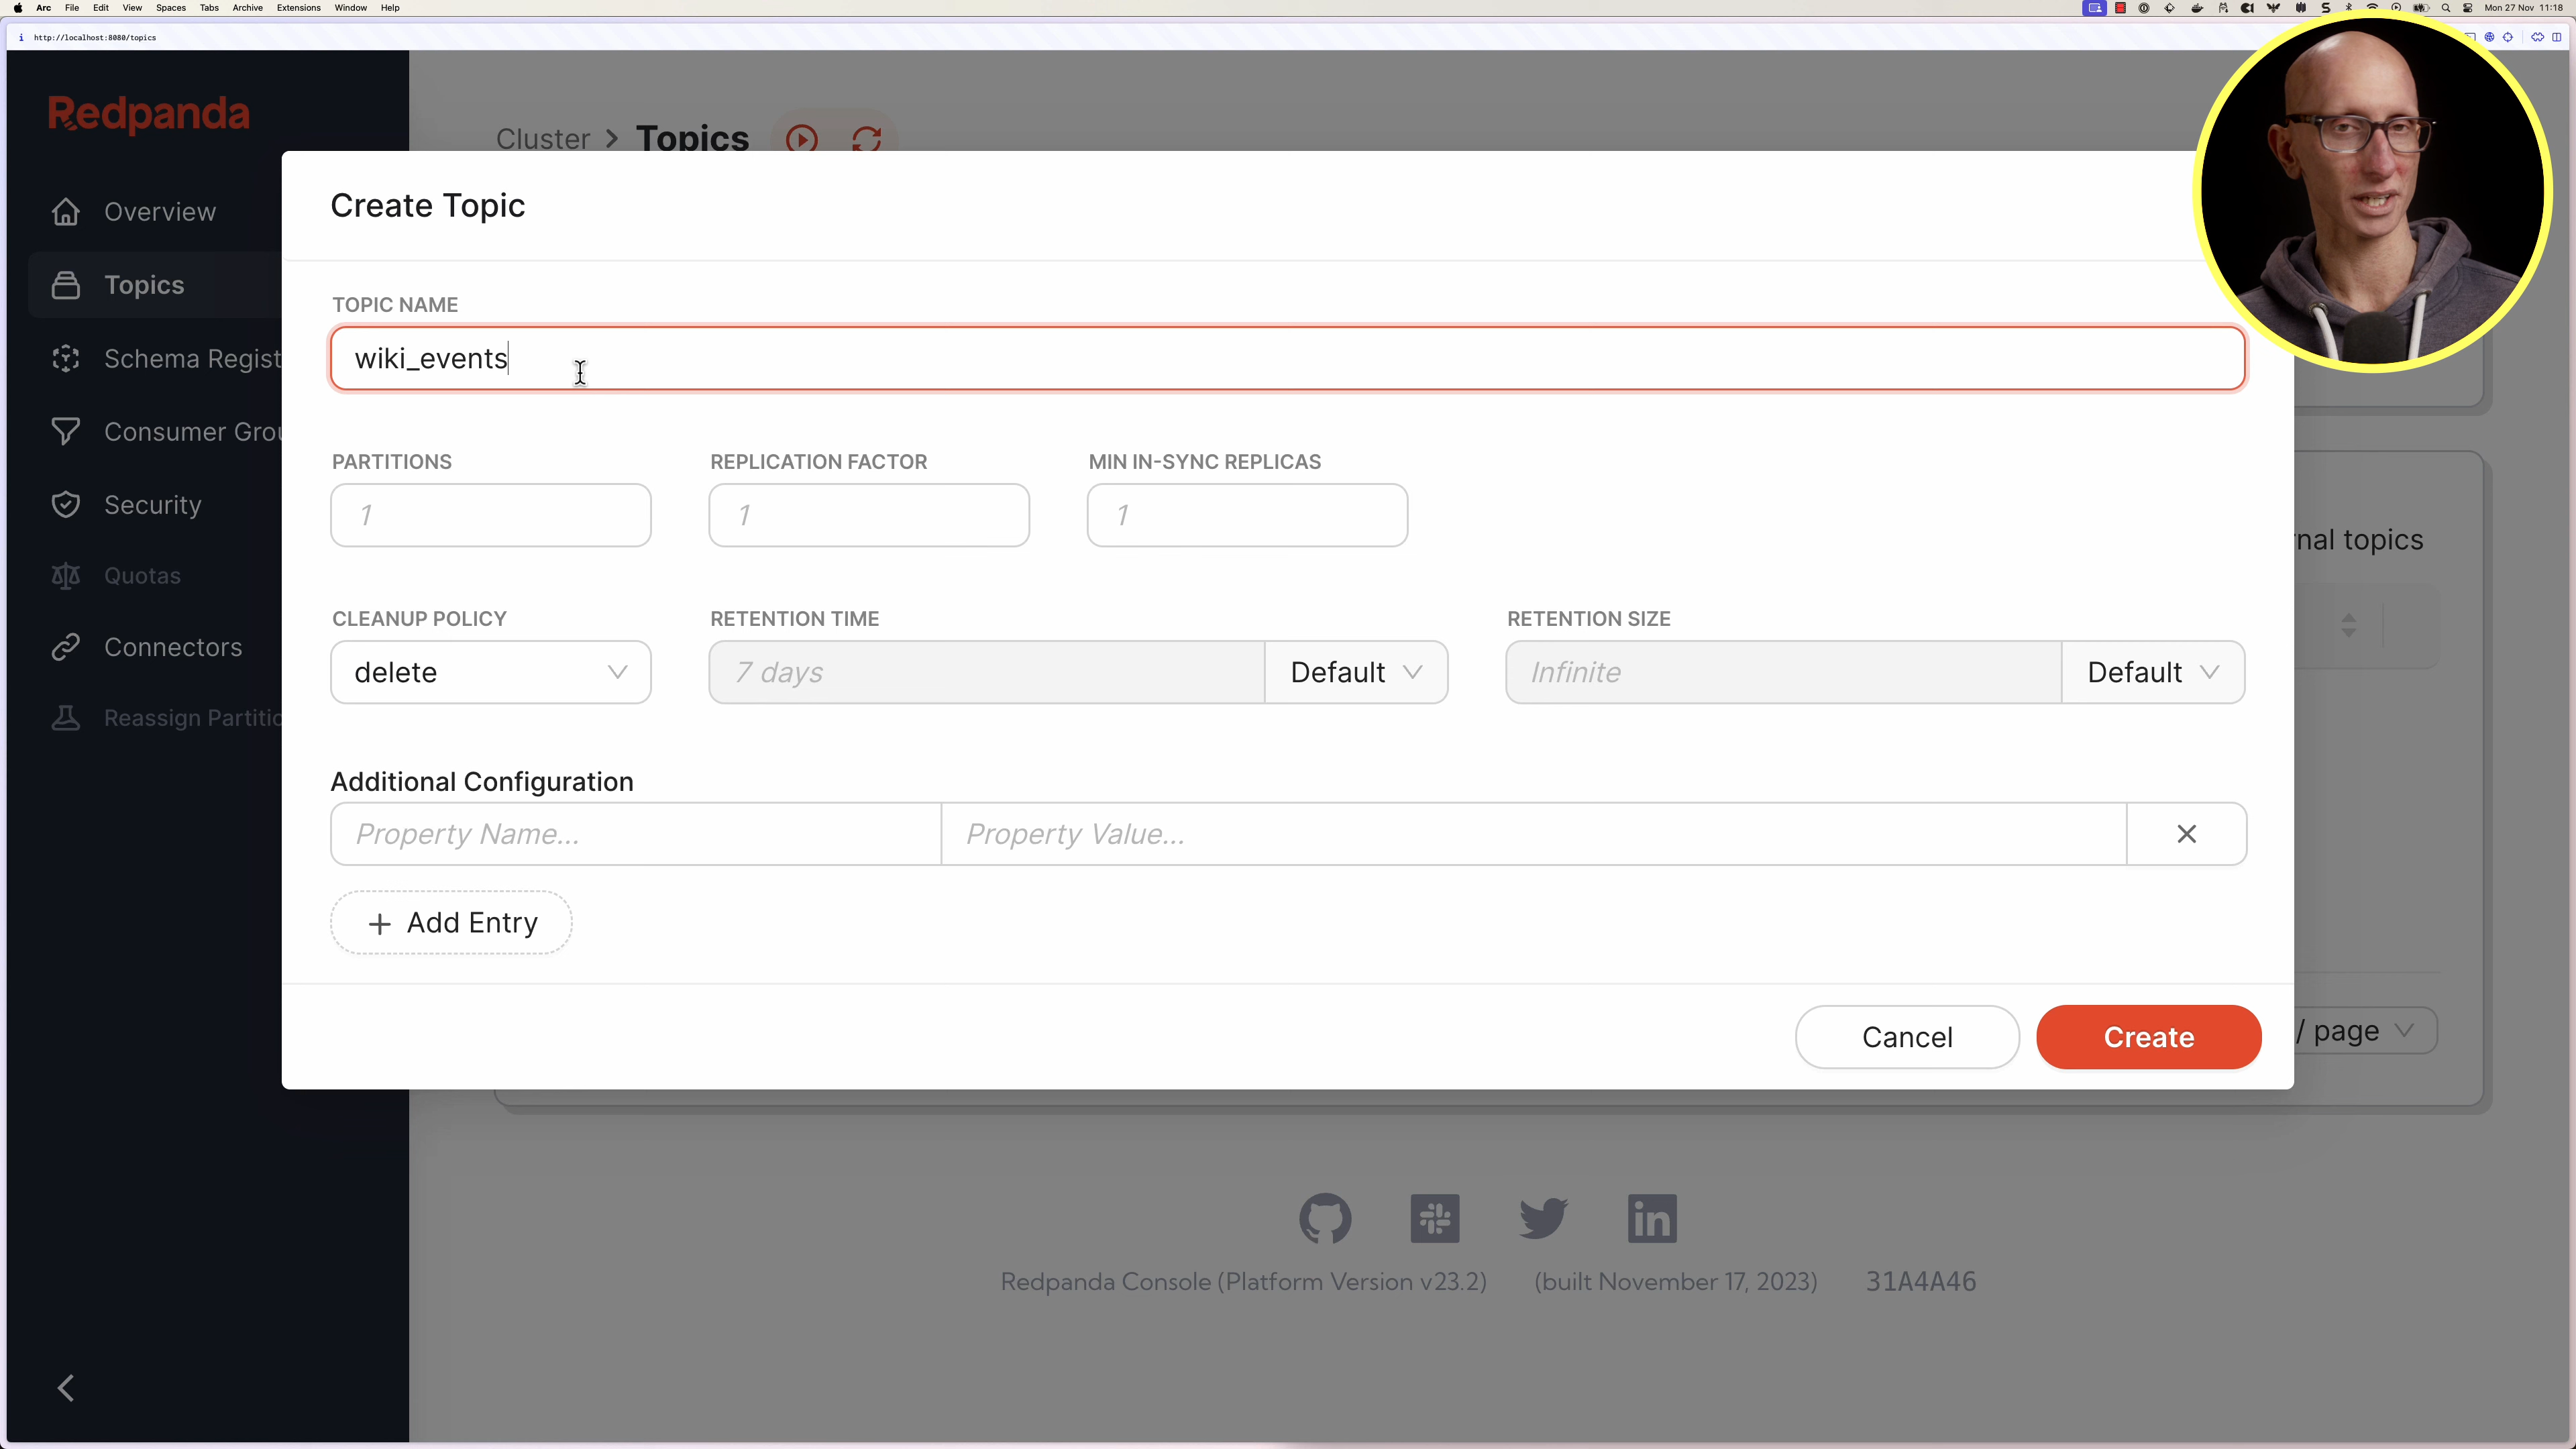 Arc File Edit View Spaces Tabs Archive Extensions Window Help
Mon 27 Nov 11:18
http://localhost:8080/topics
Redpanda
Cluster > Topics
Overview
Topics
Schema Regist
Consumer Grou
Security
Quotas
Connectors
Reassign Partitio
Create Topic
TOPIC NAME
wiki_events
PARTITIONS REPLICATION FACTOR MIN IN-SYNC REPLICAS
1 1 1
CLEANUP POLICY RETENTION TIME RETENTION SIZE
delete 7 days Default Infinite Default
Additional Configuration
Property Name... Property Value...
+ Add Entry
Cancel Create
nal topics
/ page
Redpanda Console (Platform Version v23.2) (built November 17, 2023) 31A4A46